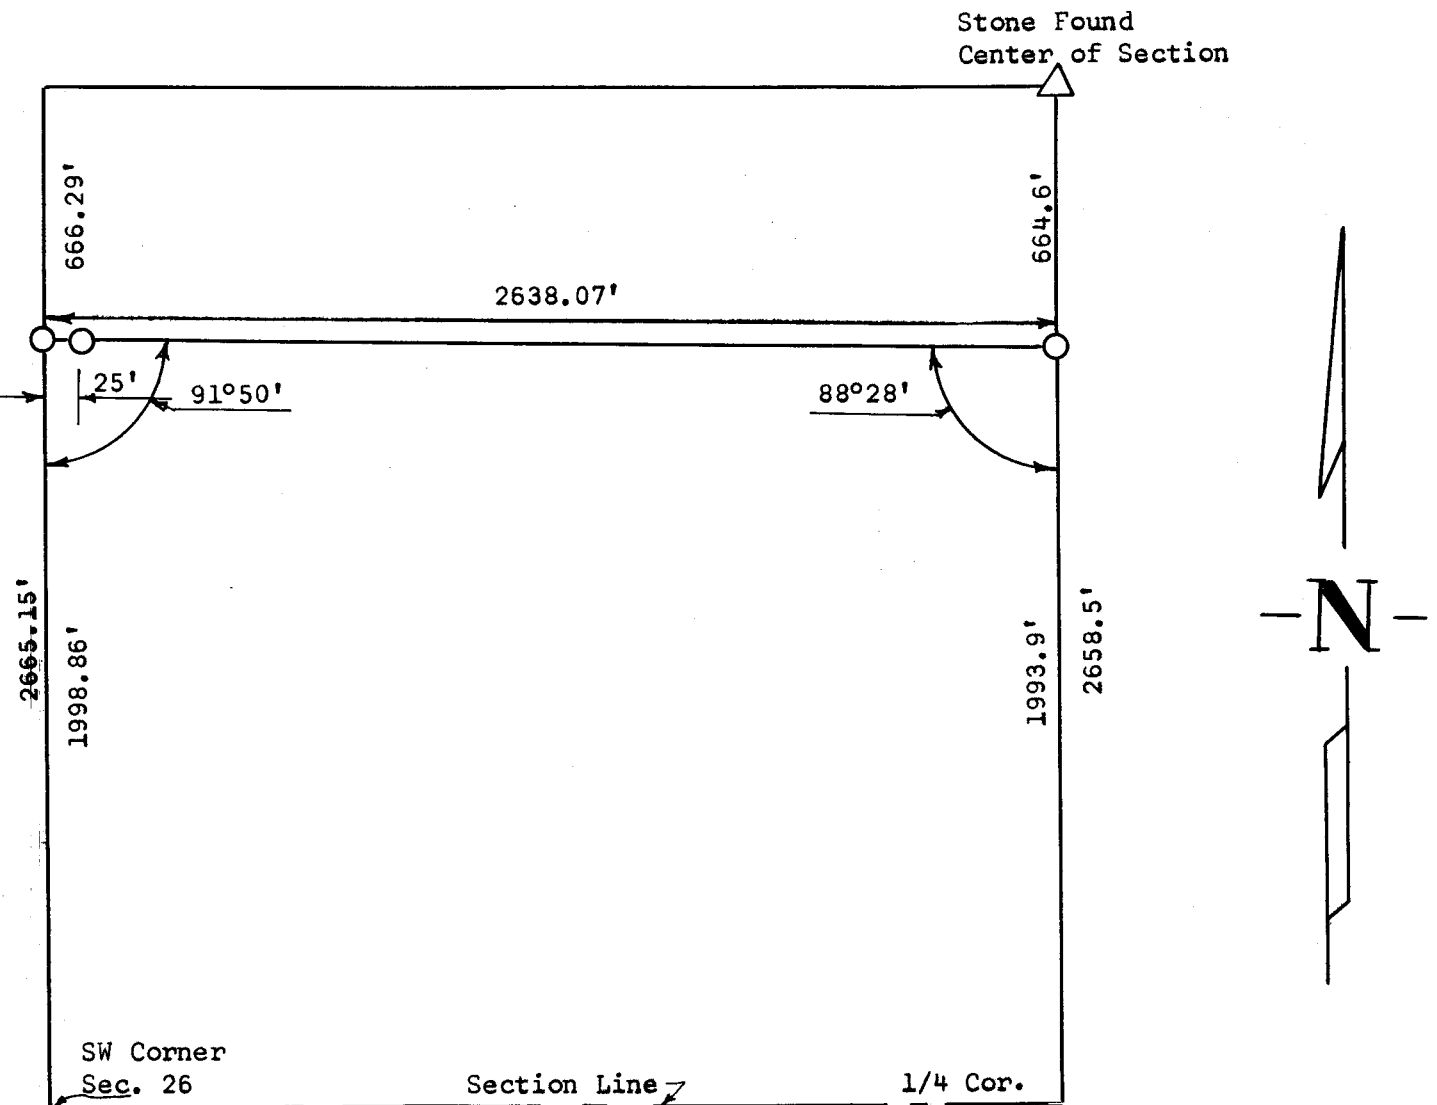 Stone Found
Center of Section
666.29'
664.6'
2638.07'
25'
91°50'
88°28'
2665.15'
1998.86'
1993.9'
2658.5'
N
SW Corner
Sec. 26
Section Line
1/4 Cor.